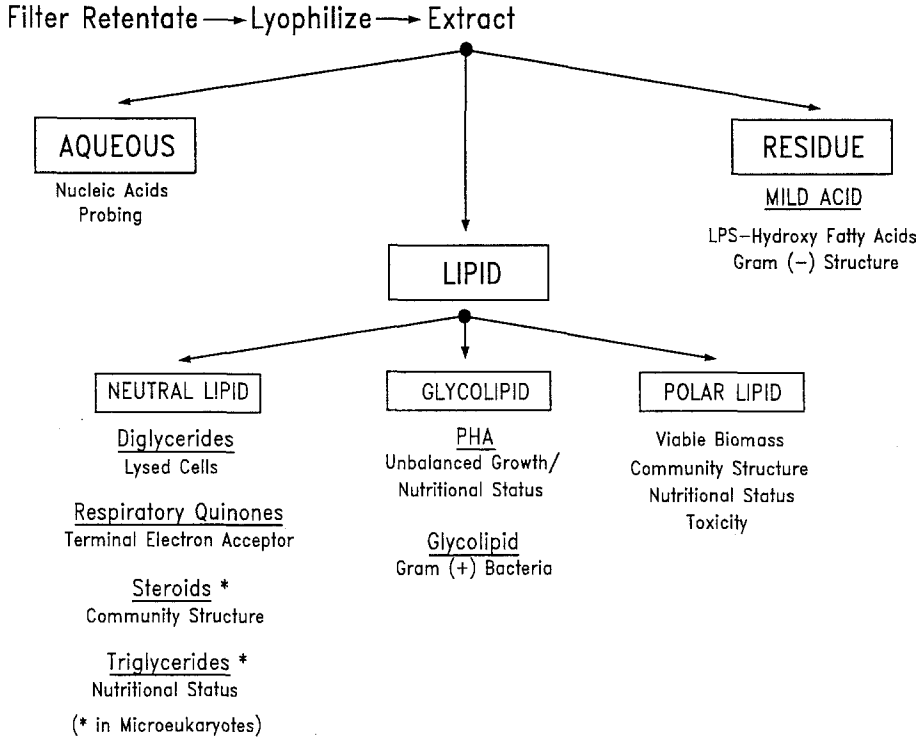 Filter Retentate → Lyophilize → Extract
AQUEOUS
Nucleic Acids
Probing
RESIDUE
MILD ACID
LPS-Hydroxy Fatty Acids
Gram (-) Structure
LIPID
NEUTRAL LIPID
Diglycerides
Lysed Cells
Respiratory Quinones
Terminal Electron Acceptor
Steroids *
Community Structure
Triglycerides *
Nutritional Status
(* in Microeukaryotes)
GLYCOLIPID
PHA
Unbalanced Growth/
Nutritional Status
Glycolipid
Gram (+) Bacteria
POLAR LIPID
Viable Biomass
Community Structure
Nutritional Status
Toxicity